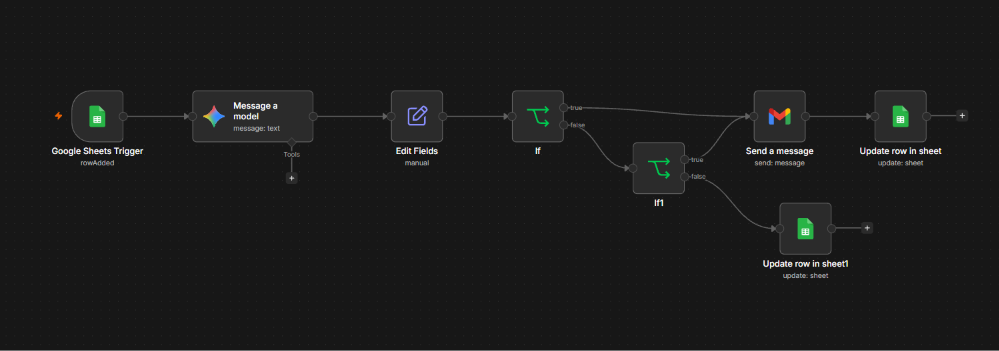 Google Sheets Trigger
rowAdded
Message a
model
message: text
Tools
Edit Fields
manual
If
true
false
If1
true
false
Send a message
send: message
Update row in sheet
update: sheet
Update row in sheet1
update: sheet